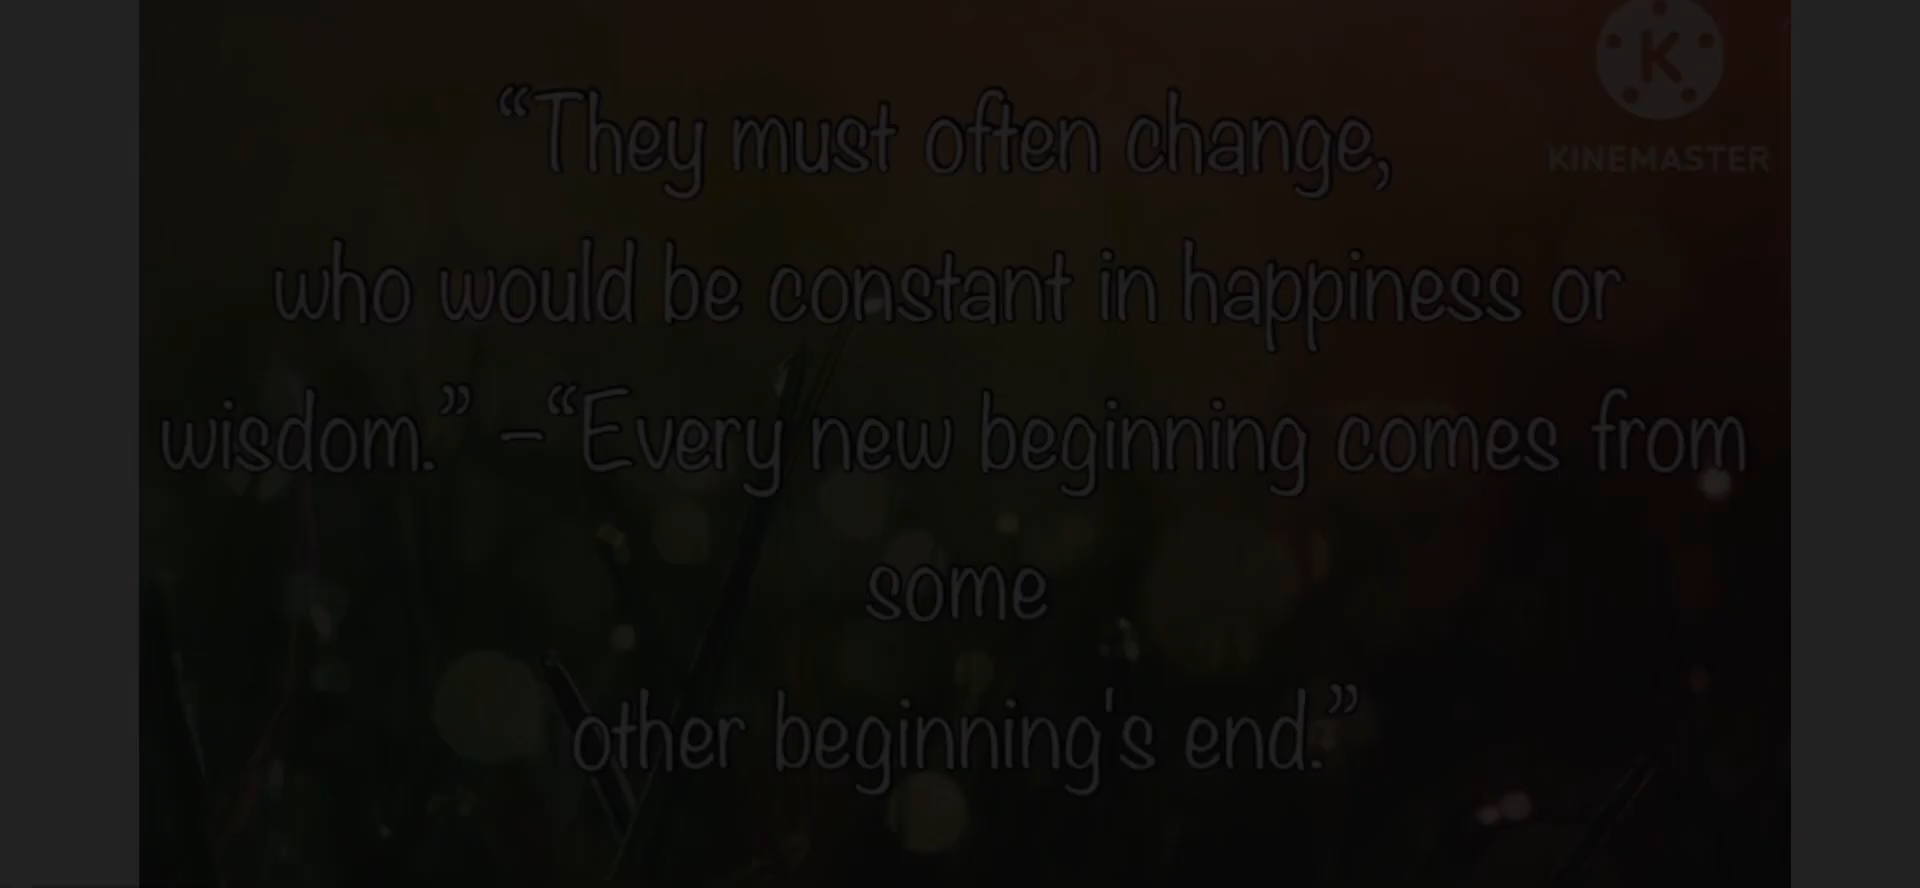 KINEMASTER
“They must often change,
who would be constant in happiness or
wisdom.” –“Every new beginning comes from
some
other beginning's end.”